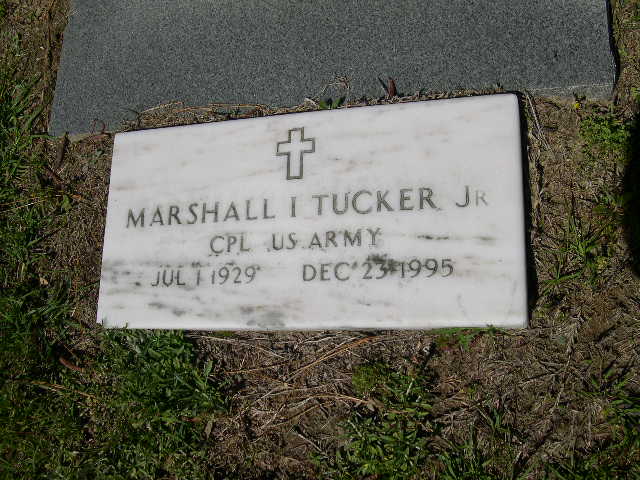 MARSHALL I TUCKER JR
CPL US ARMY
JUL 1 1929 DEC 23 1995